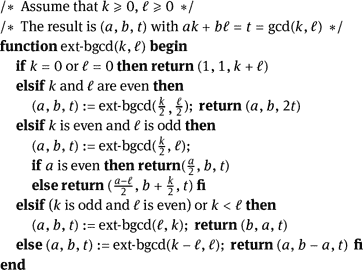 /∗ Assume that k ⩾ 0, ℓ ⩾ 0 ∗/
/∗ The result is (a, b, t) with ak + bℓ = t = gcd(k, ℓ) ∗/
function ext-bgcd(k, ℓ) begin
if k = 0 or ℓ = 0 then return (1, 1, k + ℓ)
elsif k and ℓ are even then
(a, b, t) := ext-bgcd(k/2, ℓ/2); return (a, b, 2t)
elsif k is even and ℓ is odd then
(a, b, t) := ext-bgcd(k/2, ℓ);
if a is even then return(a/2, b, t)
else return ((a−ℓ)/2, b + k/2, t) fi
elsif (k is odd and ℓ is even) or k < ℓ then
(a, b, t) := ext-bgcd(ℓ, k); return (b, a, t)
else (a, b, t) := ext-bgcd(k − ℓ, ℓ); return (a, b − a, t) fi
end